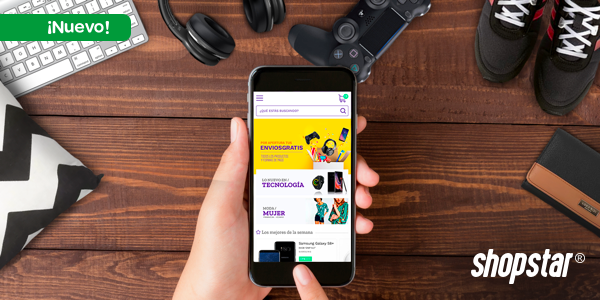 ¡Nuevo!
¿QUÉ ESTÁS BUSCANDO?
ENVIOSGRATIS
LO NUEVO EN /
TECNOLOGÍA
MODA /
MUJER
Los mejores de la semana
Samsung Galaxy S8+
shopstar®